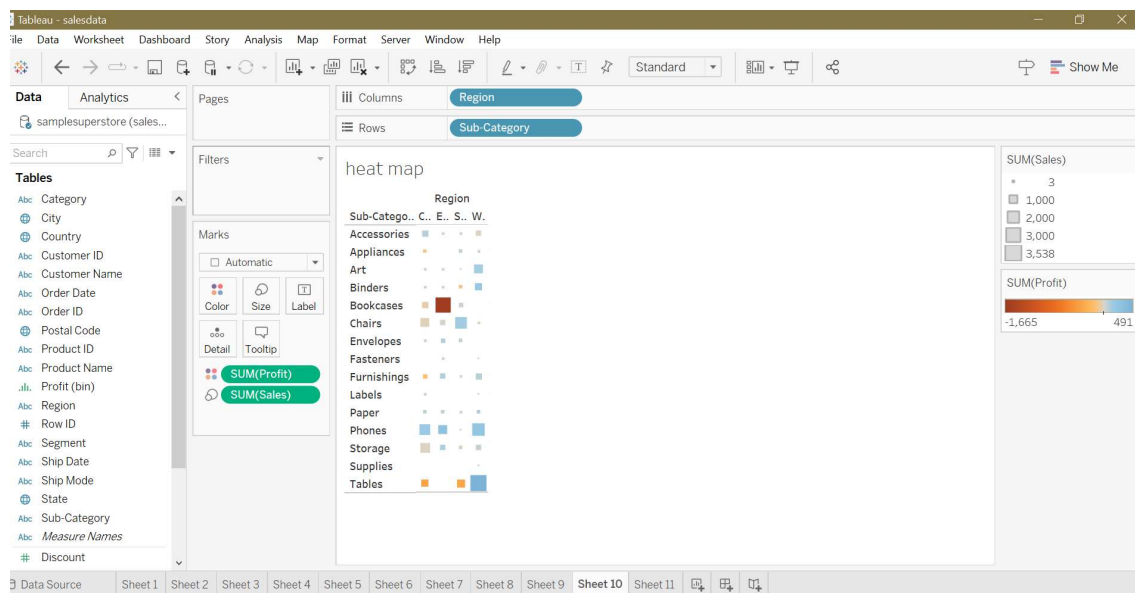 Tableau - salesdata
ile Data Worksheet Dashboard Story Analysis Map Format Server Window Help
Standard
Show Me
Data Analytics
samplesuperstore (sales...
Search
Tables
Abc Category
City
Country
Abc Customer ID
Abc Customer Name
Abc Order Date
Abc Order ID
Postal Code
Abc Product ID
Abc Product Name
Profit (bin)
Abc Region
# Row ID
Abc Segment
Abc Ship Date
Abc Ship Mode
State
Abc Sub-Category
Abc Measure Names
# Discount
Pages
Filters
Marks
Automatic
Color Size Label
T
Detail Tooltip
SUM(Profit)
SUM(Sales)
Columns Region
Rows Sub-Category
heat map
Region
Sub-Catego.. C.. E.. S.. W.
Accessories
Appliances
Art
Binders
Bookcases
Chairs
Envelopes
Fasteners
Furnishings
Labels
Paper
Phones
Storage
Supplies
Tables
SUM(Sales)
3
1,000
2,000
3,000
3,538
SUM(Profit)
-1,665 491
Data Source Sheet 1 Sheet 2 Sheet 3 Sheet 4 Sheet 5 Sheet 6 Sheet 7 Sheet 8 Sheet 9 Sheet 10 Sheet 11